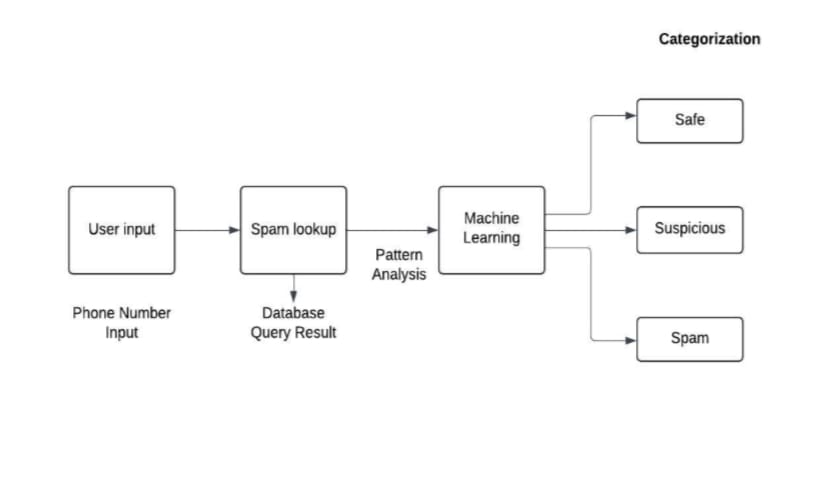 Categorization
Safe
User input
Spam lookup
Machine
Learning
Suspicious
Pattern
Analysis
Phone Number
Input
Database
Query Result
Spam